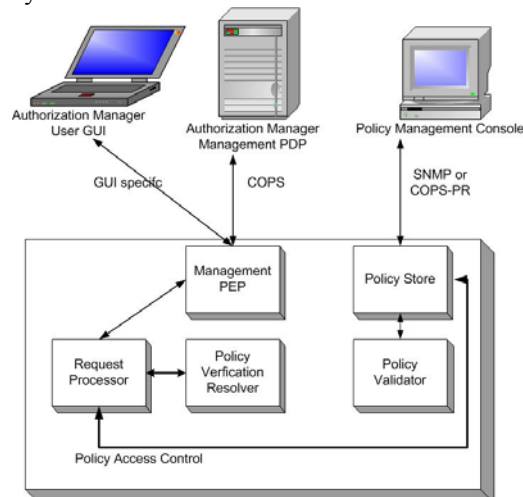 Authorization Manager
User GUI
Authorization Manager
Management PDP
Policy Management Console
GUI specifc
COPS
SNMP or
COPS-PR
Management
PEP
Policy Store
Request
Processor
Policy
Verfication
Resolver
Policy
Validator
Policy Access Control